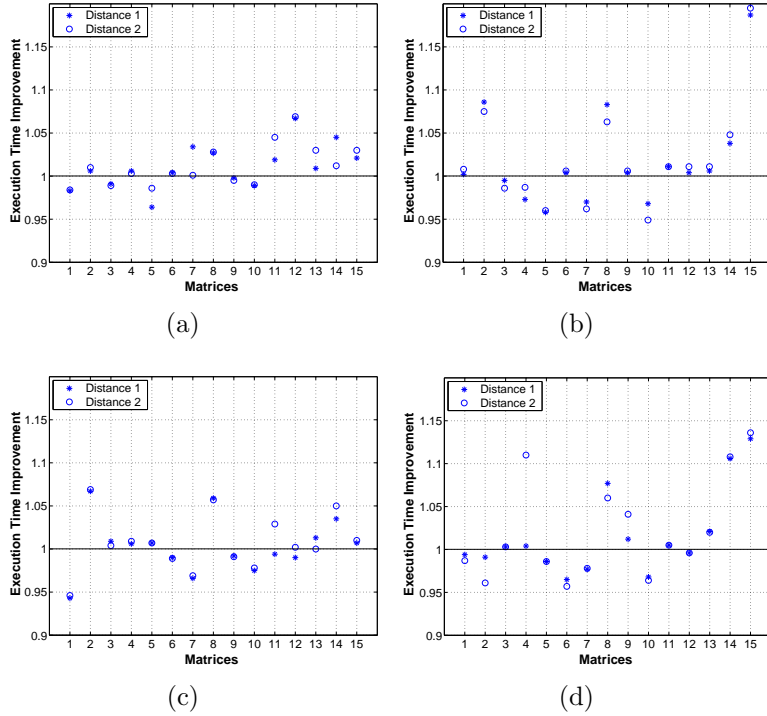 Distance 1
Distance 2
Execution Time Improvement
1.15
1.1
1.05
1
0.95
0.9
1 2 3 4 5 6 7 8 9 10 11 12 13 14 15
Matrices
(a)
Distance 1
Distance 2
Execution Time Improvement
1.15
1.1
1.05
1
0.95
0.9
1 2 3 4 5 6 7 8 9 10 11 12 13 14 15
Matrices
(b)
Distance 1
Distance 2
Execution Time Improvement
1.15
1.1
1.05
1
0.95
0.9
1 2 3 4 5 6 7 8 9 10 11 12 13 14 15
Matrices
(c)
Distance 1
Distance 2
Execution Time Improvement
1.15
1.1
1.05
1
0.95
0.9
1 2 3 4 5 6 7 8 9 10 11 12 13 14 15
Matrices
(d)